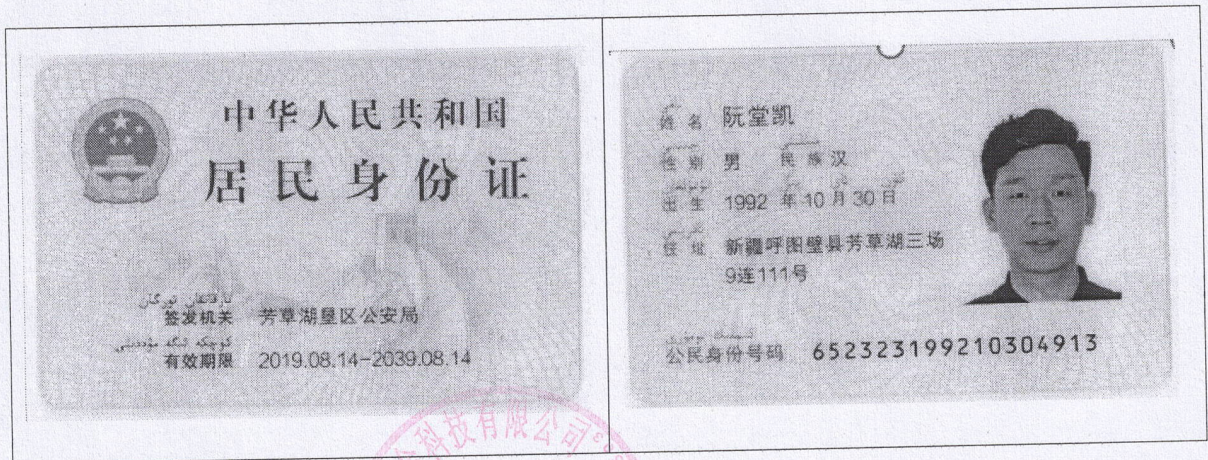 中华人民共和国
居民身份证
签发机关 芳草湖垦区公安局
有效期限 2019.08.14-2039.08.14
姓名 阮堂凯
性别 男 民族 汉
出生 1992 年 10 月 30 日
住址 新疆呼图壁县芳草湖三场
9连111号
公民身份号码 652323199210304913
科技有限公司